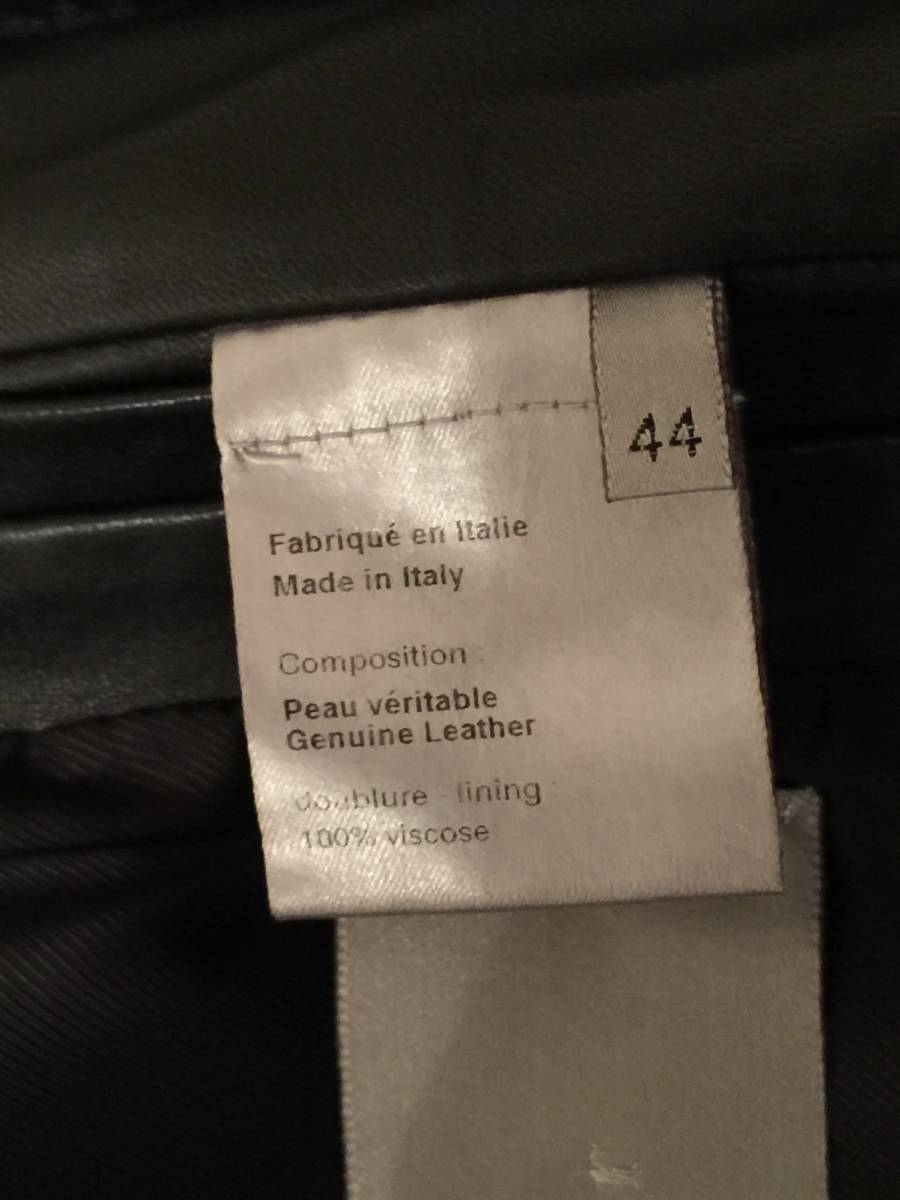 44
Fabriqué en Italie
Made in Italy
Composition
Peau véritable
Genuine Leather
doublure - lining :
100% viscose